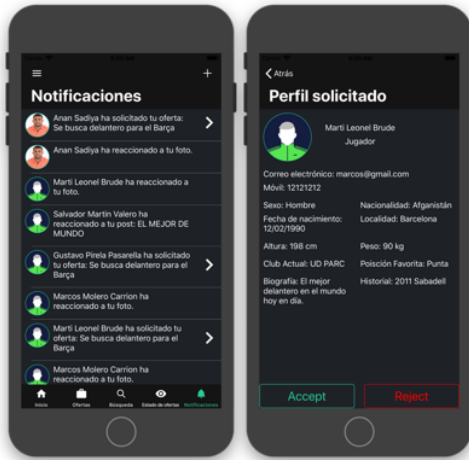 Notificaciones
Anan Sadiya ha solicitado tu oferta:
Se busca delantero para el Barça
Anan Sadiya ha reaccionado a tu foto.
Marti Leonel Brude ha reaccionado a
tu foto.
Salvador Martin Valero ha
reaccionado a tu post: EL MEJOR DE
MUNDO
Gustavo Pirela Pasarella ha solicitado
tu oferta: Se busca delantero para el
Barça
Marcos Molero Carrion ha
reaccionado a tu foto.
Marti Leonel Brude ha solicitado tu
oferta: Se busca delantero para el
Barça
Marcos Molero Carrion ha
reaccionado a tu foto.
Inicio
Ofertas
Búsqueda
Estado de ofertas
Notificaciones
Atrás
Perfil solicitado
Marti Leonel Brude
Jugador
Correo electrónico: marcos@gmail.com
Móvil: 12121212
Sexo: Hombre
Nacionalidad: Afganistán
Fecha de nacimiento:
12/02/1990
Localidad: Barcelona
Altura: 198 cm
Peso: 90 kg
Club Actual: UD PARC
Poisición Favorita: Punta
Biografía: El mejor
delantero en el mundo
hoy en día.
Historial: 2011 Sabadell
Accept
Reject